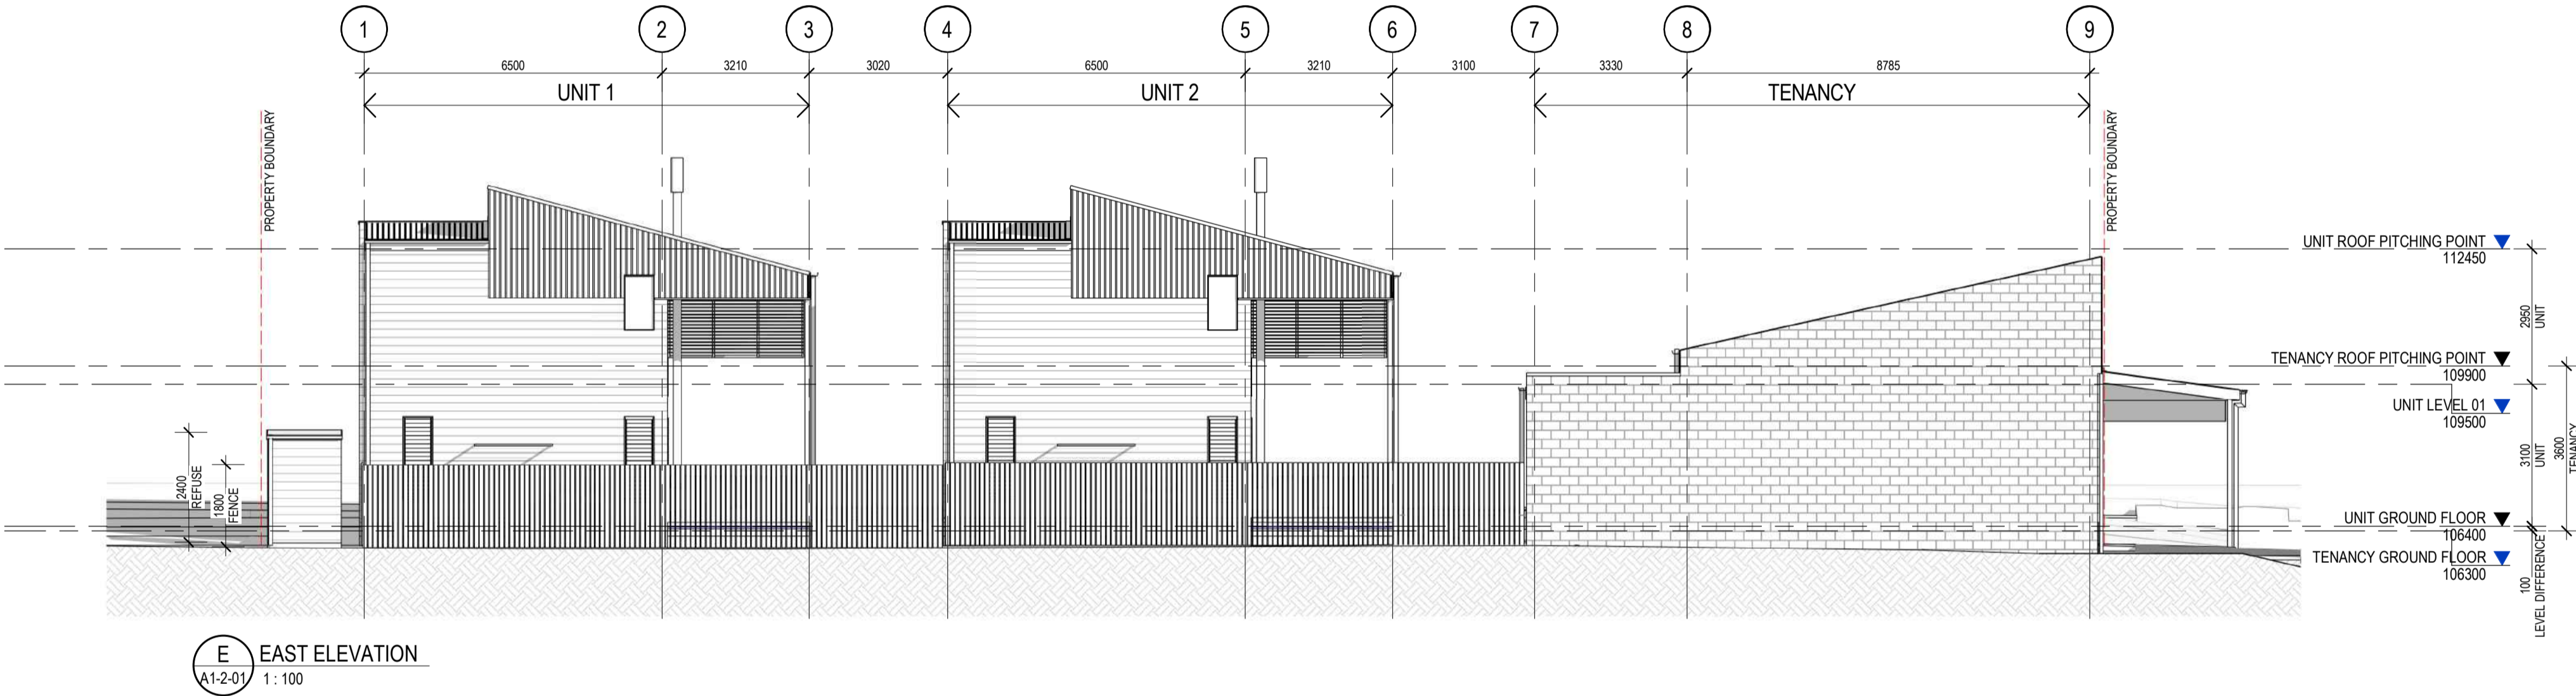 1
2
3
4
5
6
7
8
9
6500
3210
3020
6500
3210
3100
3330
8785
UNIT 1
UNIT 2
TENANCY
PROPERTY BOUNDARY
PROPERTY BOUNDARY
UNIT ROOF PITCHING POINT
112450
2950
UNIT
TENANCY ROOF PITCHING POINT
109900
UNIT LEVEL 01
109500
3100
UNIT
3600
TENANCY
2400
REFUSE
1800
FENCE
UNIT GROUND FLOOR
106400
TENANCY GROUND FLOOR
106300
100
LEVEL DIFFERENCE
E
A1-2-01
EAST ELEVATION
1 : 100